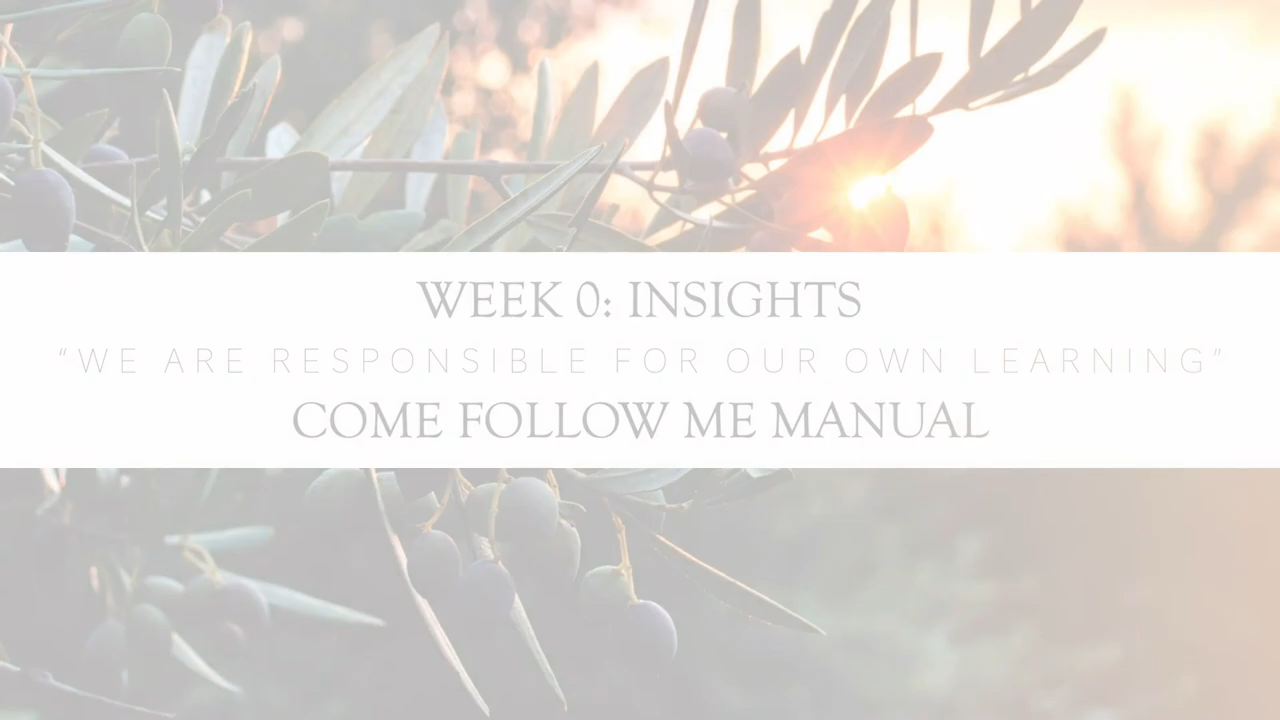 WEEK 0: INSIGHTS
“WE ARE RESPONSIBLE FOR OUR OWN LEARNING”
COME FOLLOW ME MANUAL